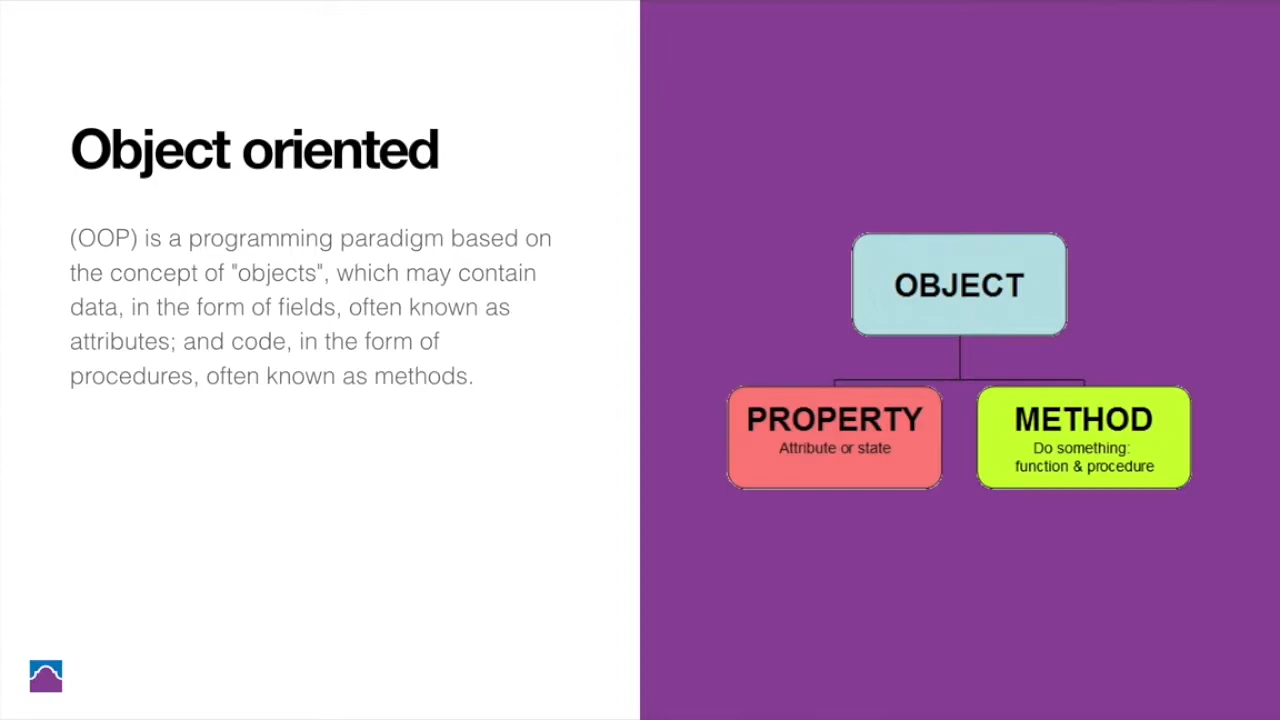 Object oriented
(OOP) is a programming paradigm based on
the concept of "objects", which may contain
data, in the form of fields, often known as
attributes; and code, in the form of
procedures, often known as methods.
OBJECT
PROPERTY
Attribute or state
METHOD
Do something:
function & procedure